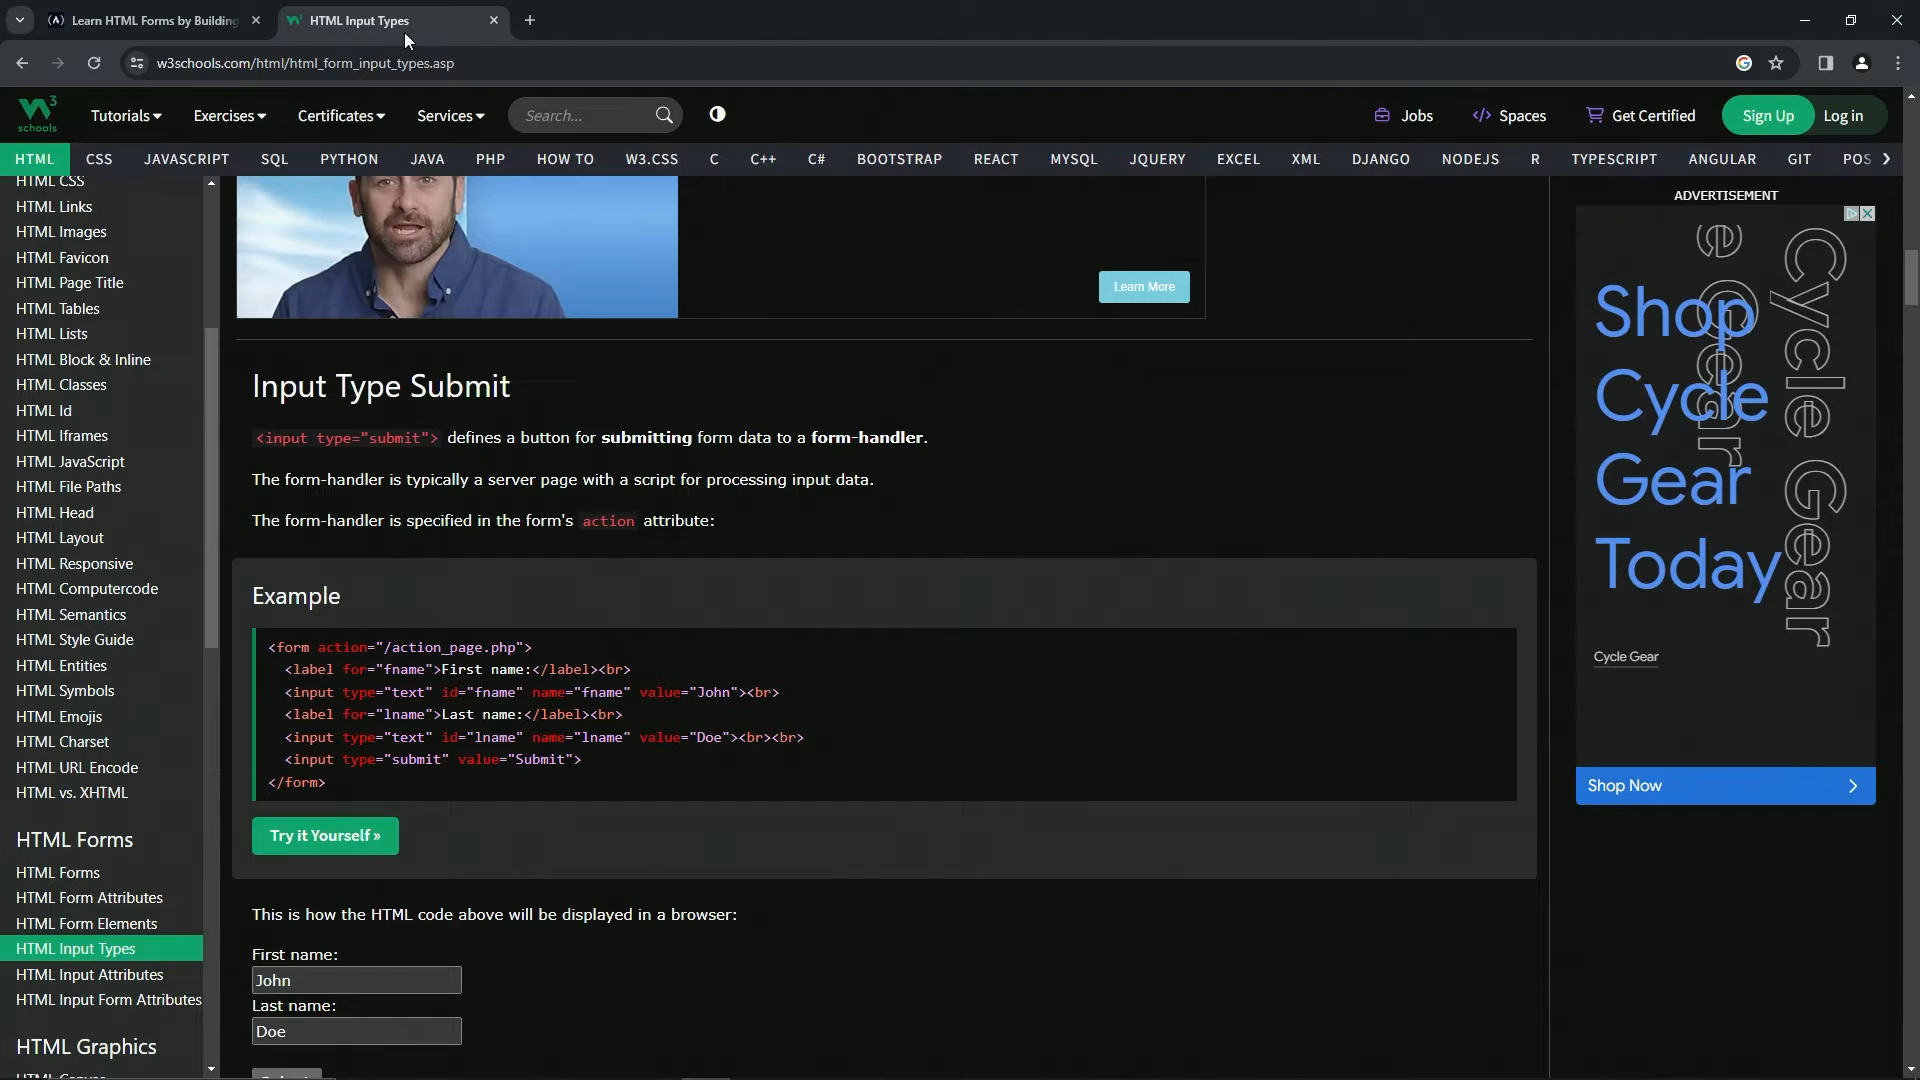 Learn HTML Forms by Building
HTML Input Types
w3schools.com/html/html_form_input_types.asp
W3
schools
Tutorials
Exercises
Certificates
Services
Search...
Jobs
Spaces
Get Certified
Sign Up
Log in
HTML CSS JAVASCRIPT SQL PYTHON JAVA PHP HOW TO W3.CSS C C++ C# BOOTSTRAP REACT MYSQL JQUERY EXCEL XML DJANGO NODEJS R TYPESCRIPT ANGULAR GIT POS
HTML CSS
HTML Links
HTML Images
HTML Favicon
HTML Page Title
HTML Tables
HTML Lists
HTML Block & Inline
HTML Classes
HTML Id
HTML Iframes
HTML JavaScript
HTML File Paths
HTML Head
HTML Layout
HTML Responsive
HTML Computercode
HTML Semantics
HTML Style Guide
HTML Entities
HTML Symbols
HTML Emojis
HTML Charset
HTML URL Encode
HTML vs. XHTML
HTML Forms
HTML Forms
HTML Form Attributes
HTML Form Elements
HTML Input Types
HTML Input Attributes
HTML Input Form Attributes
HTML Graphics
Learn More
Input Type Submit
<input type="submit"> defines a button for submitting form data to a form-handler.
The form-handler is typically a server page with a script for processing input data.
The form-handler is specified in the form's action attribute:
Example
<form action="/action_page.php">
<label for="fname">First name:</label><br>
<input type="text" id="fname" name="fname" value="John"><br>
<label for="lname">Last name:</label><br>
<input type="text" id="lname" name="lname" value="Doe"><br><br>
<input type="submit" value="Submit">
</form>
Try it Yourself »
This is how the HTML code above will be displayed in a browser:
First name:
John
Last name:
Doe
ADVERTISEMENT
Shop
Cycle
Gear
Today
Cycle Gear
e Gear
Cycle Gear
Shop Now